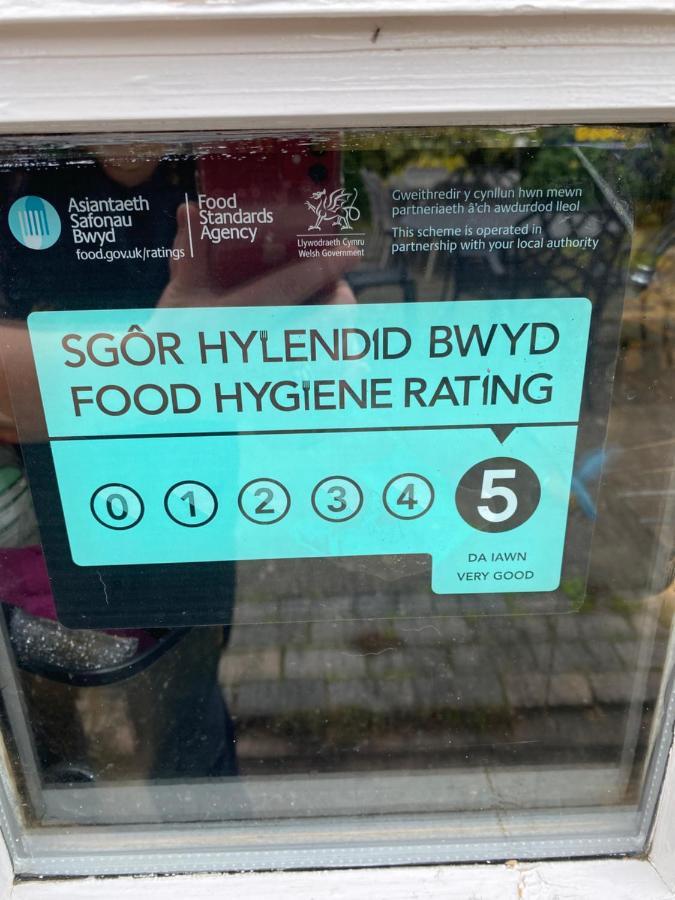 Asiantaeth
Safonau
Bwyd
food.gov.uk/ratings
Food
Standards
Agency
Llywodraeth Cymru
Welsh Government
Gweithredir y cynllun hwn mewn
partneriaeth â'ch awdurdod lleol
This scheme is operated in
partnership with your local authority
SGÔR HYLENDID BWYD
FOOD HYGIENE RATING
0 1 2 3 4 5
DA IAWN
VERY GOOD